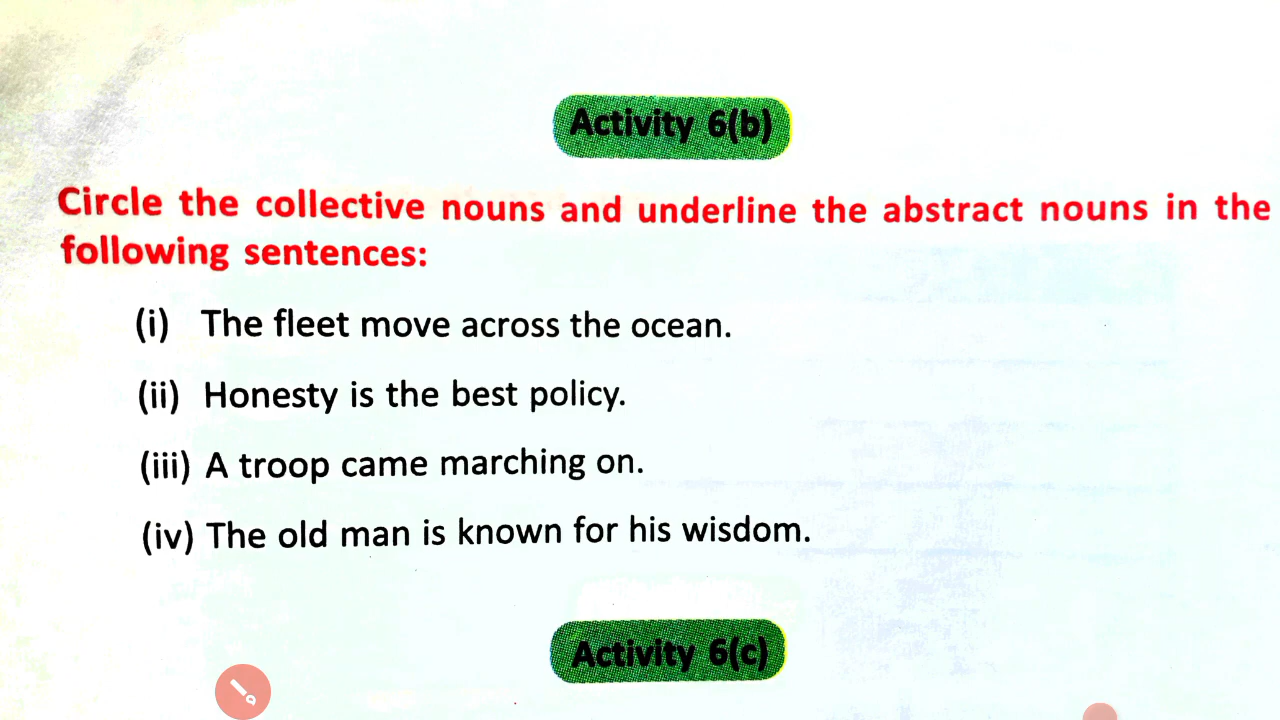 Activity 6(b)
Circle the collective nouns and underline the abstract nouns in the
following sentences:
(i) The fleet move across the ocean.
(ii) Honesty is the best policy.
(iii) A troop came marching on.
(iv) The old man is known for his wisdom.
Activity 6(c)